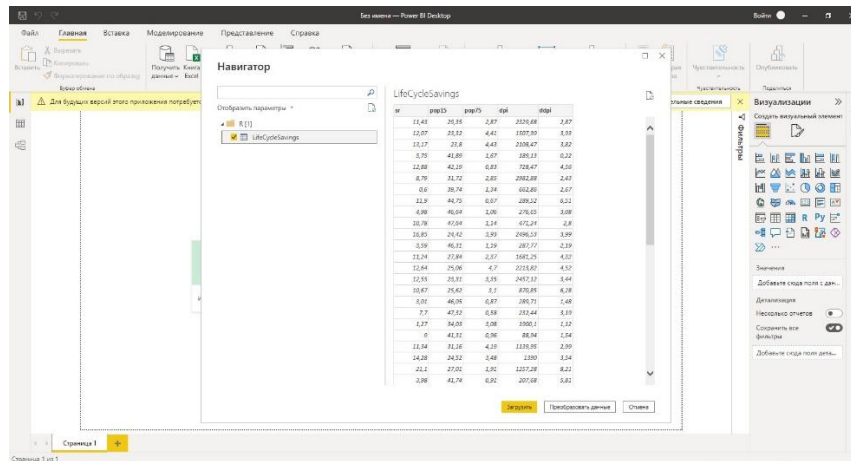 Без имени — Power BI Desktop
Войти
Файл Главная Вставка Моделирование Представление Справка
Вставить
Вырезать
Копировать
Формат по образцу
Буфер обмена
Получить данные
Книга Excel
Чувствительность
Чувствительность
Опубликовать
Поделиться
Для будущих версий этого приложения потребует
сведения
Навигатор
Отобразить параметры
R [1]
LifeCycleSavings
LifeCycleSavings
sr pop15 pop75 dpi ddpi
11,43 29,35 2,87 2329,68 2,87
12,07 23,32 4,41 1507,99 3,93
13,17 23,8 4,43 2108,47 3,82
5,75 41,89 1,67 189,13 0,22
12,88 42,19 0,83 728,47 4,56
8,79 31,72 2,85 2982,88 2,43
0,6 39,74 1,34 662,86 2,67
11,9 44,75 0,67 289,52 6,51
4,98 46,64 1,06 276,65 3,08
10,78 47,64 1,14 471,24 2,8
16,85 24,42 3,93 2496,53 3,99
3,59 46,31 1,19 287,77 2,19
11,24 27,84 2,37 1681,25 4,32
12,64 25,06 4,7 2213,82 4,52
12,55 23,31 3,35 2457,12 3,44
10,67 25,62 3,1 870,85 6,28
3,01 46,05 0,87 289,71 1,48
7,7 47,32 0,58 232,44 3,19
1,27 34,03 3,08 1900,1 1,12
0 41,31 0,96 88,94 1,54
11,34 31,16 4,19 1139,95 2,99
14,28 24,52 3,48 1390 3,54
21,1 27,01 1,91 1257,28 8,21
3,98 41,74 0,91 207,68 5,81
Загрузить Преобразовать данные Отмена
Фильтры
Визуализации
Создать визуальный элемент
R Py
Значения
Добавьте сюда поля с дан...
Детализация
Несколько отчетов
Сохранить все фильтры
Добавьте сюда поля дета...
Страница 1
Страница 1 из 1